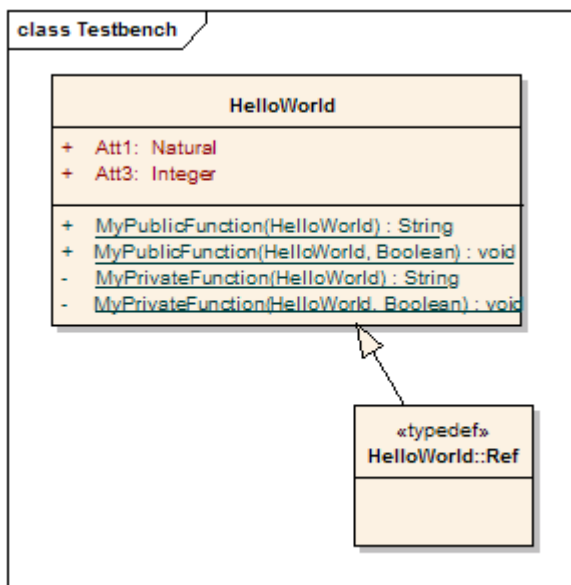 class Testbench
HelloWorld
+ Att1: Natural
+ Att3: Integer
+ MyPublicFunction(HelloWorld) : String
+ MyPublicFunction(HelloWorld, Boolean) : void
- MyPrivateFunction(HelloWorld) : String
- MyPrivateFunction(HelloWorld, Boolean) : void
«typedef»
HelloWorld::Ref